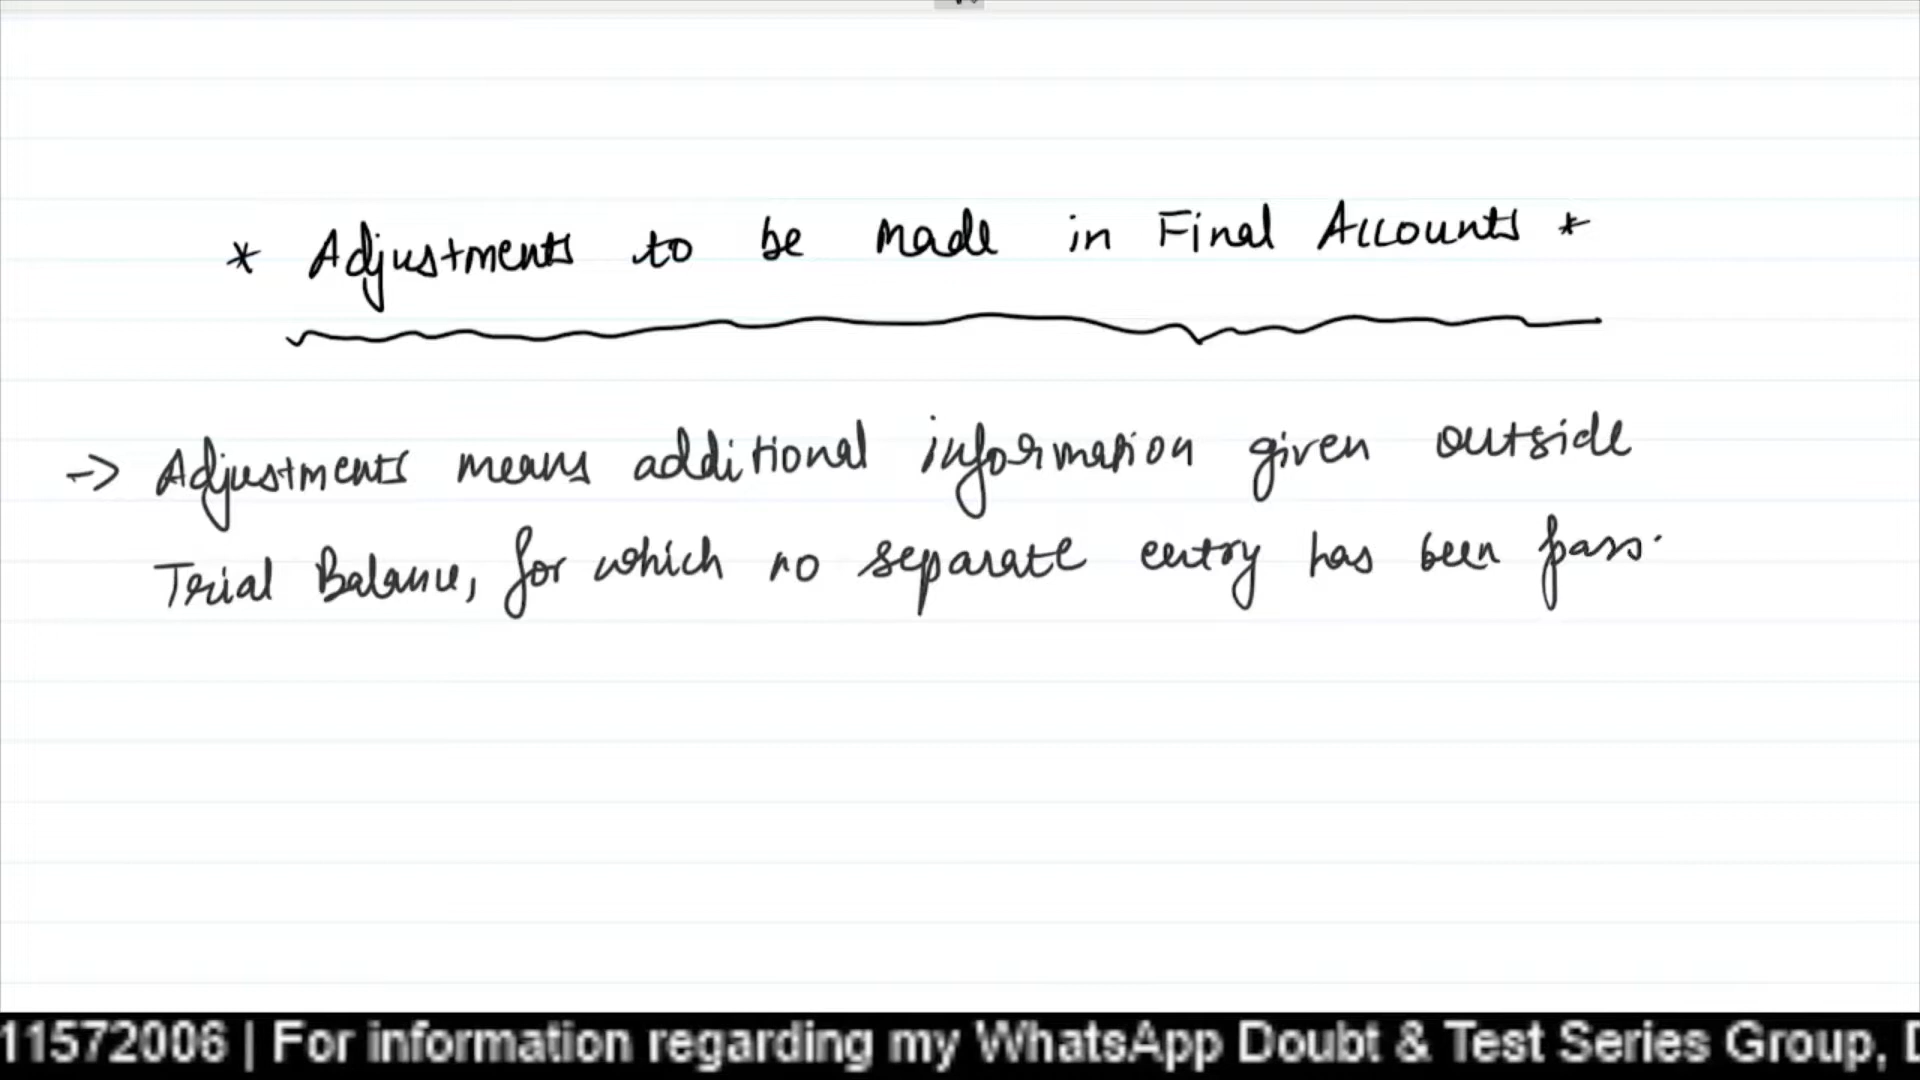 * Adjustments to be made in Final Accounts *
-> Adjustments means additional information given outside
Trial Balance, for which no separate entry has been pass.
11572006 | For information regarding my WhatsApp Doubt & Test Series Group, D